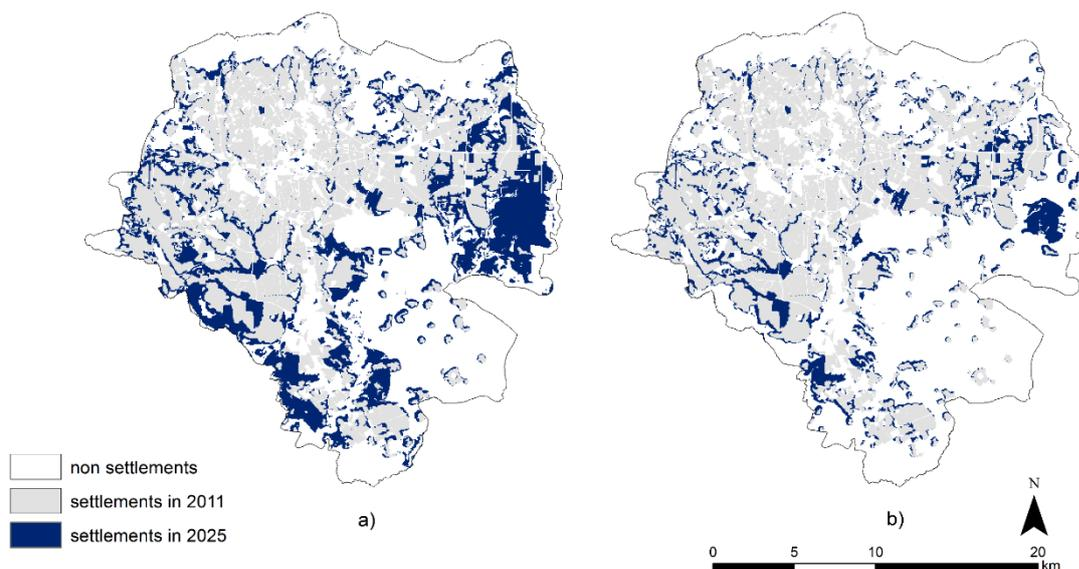 non settlements
settlements in 2011
settlements in 2025
a)
b)
N
0 5 10 20
km